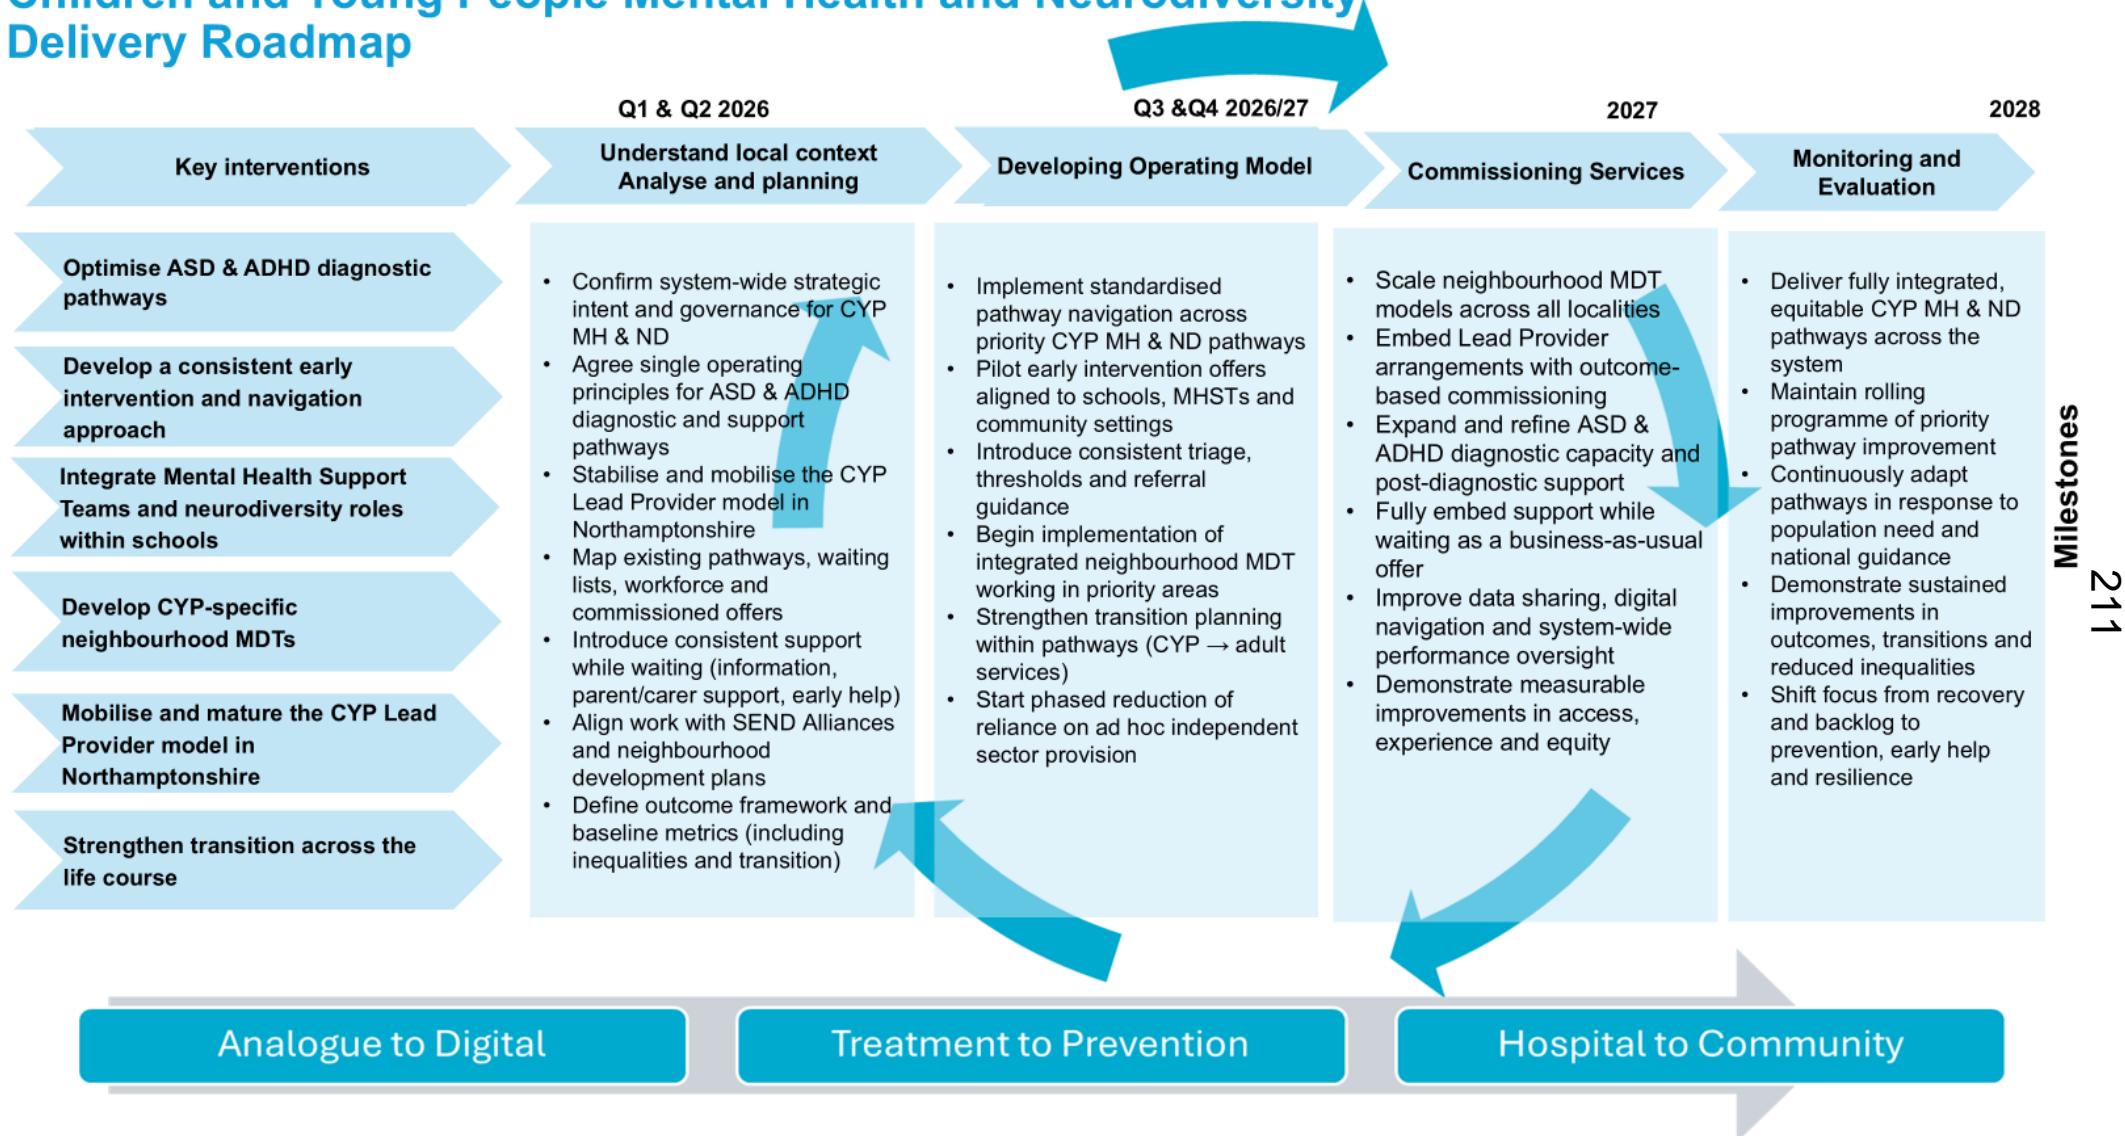 Children and Young People Mental Health and Neurodiversity
Delivery Roadmap
Q1 & Q2 2026
Q3 &Q4 2026/27
2027
2028
Key interventions
Understand local context
Analyse and planning
Developing Operating Model
Commissioning Services
Monitoring and
Evaluation
Optimise ASD & ADHD diagnostic
pathways
Develop a consistent early
intervention and navigation
approach
Integrate Mental Health Support
Teams and neurodiversity roles
within schools
Develop CYP-specific
neighbourhood MDTs
Mobilise and mature the CYP Lead
Provider model in
Northamptonshire
Strengthen transition across the
life course
• Confirm system-wide strategic
intent and governance for CYP
MH & ND
• Agree single operating
principles for ASD & ADHD
diagnostic and support
pathways
• Stabilise and mobilise the CYP
Lead Provider model in
Northamptonshire
• Map existing pathways, waiting
lists, workforce and
commissioned offers
• Introduce consistent support
while waiting (information,
parent/carer support, early help)
• Align work with SEND Alliances
and neighbourhood
development plans
• Define outcome framework and
baseline metrics (including
inequalities and transition)
• Implement standardised
pathway navigation across
priority CYP MH & ND pathways
• Pilot early intervention offers
aligned to schools, MHSTs and
community settings
• Introduce consistent triage,
thresholds and referral
guidance
• Begin implementation of
integrated neighbourhood MDT
working in priority areas
• Strengthen transition planning
within pathways (CYP → adult
services)
• Start phased reduction of
reliance on ad hoc independent
sector provision
• Scale neighbourhood MDT
models across all localities
• Embed Lead Provider
arrangements with outcome-
based commissioning
• Expand and refine ASD &
ADHD diagnostic capacity and
post-diagnostic support
• Fully embed support while
waiting as a business-as-usual
offer
• Improve data sharing, digital
navigation and system-wide
performance oversight
• Demonstrate measurable
improvements in access,
experience and equity
• Deliver fully integrated,
equitable CYP MH & ND
pathways across the
system
• Maintain rolling
programme of priority
pathway improvement
• Continuously adapt
pathways in response to
population need and
national guidance
• Demonstrate sustained
improvements in
outcomes, transitions and
reduced inequalities
• Shift focus from recovery
and backlog to
prevention, early help
and resilience
Milestones
211
Analogue to Digital
Treatment to Prevention
Hospital to Community